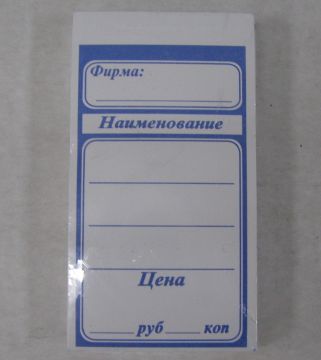 Фирма:
Наименование
Цена
руб коп